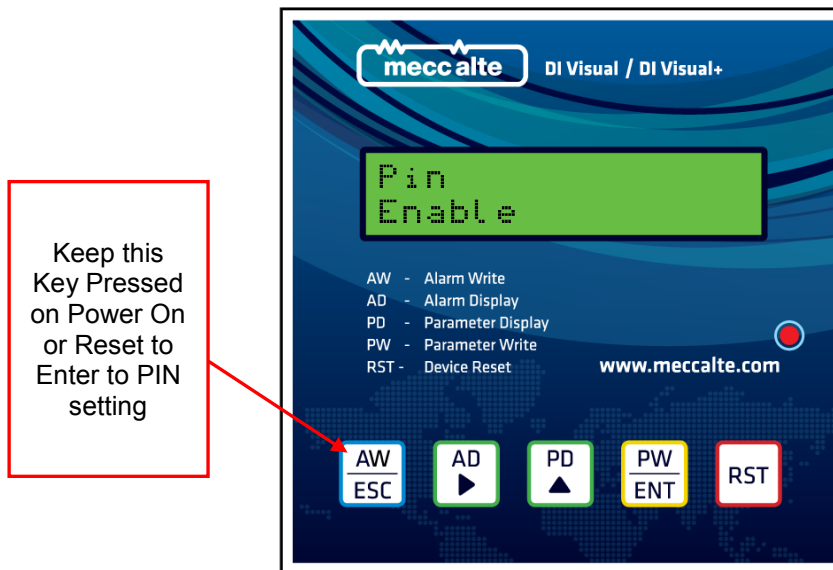 mecc alte
DI Visual / DI Visual+
Pin
Enable
Keep this
Key Pressed
on Power On
or Reset to
Enter to PIN
setting
AW - Alarm Write
AD - Alarm Display
PD - Parameter Display
PW - Parameter Write
RST - Device Reset
www.meccalte.com
AW
ESC
AD
PD
PW
ENT
RST